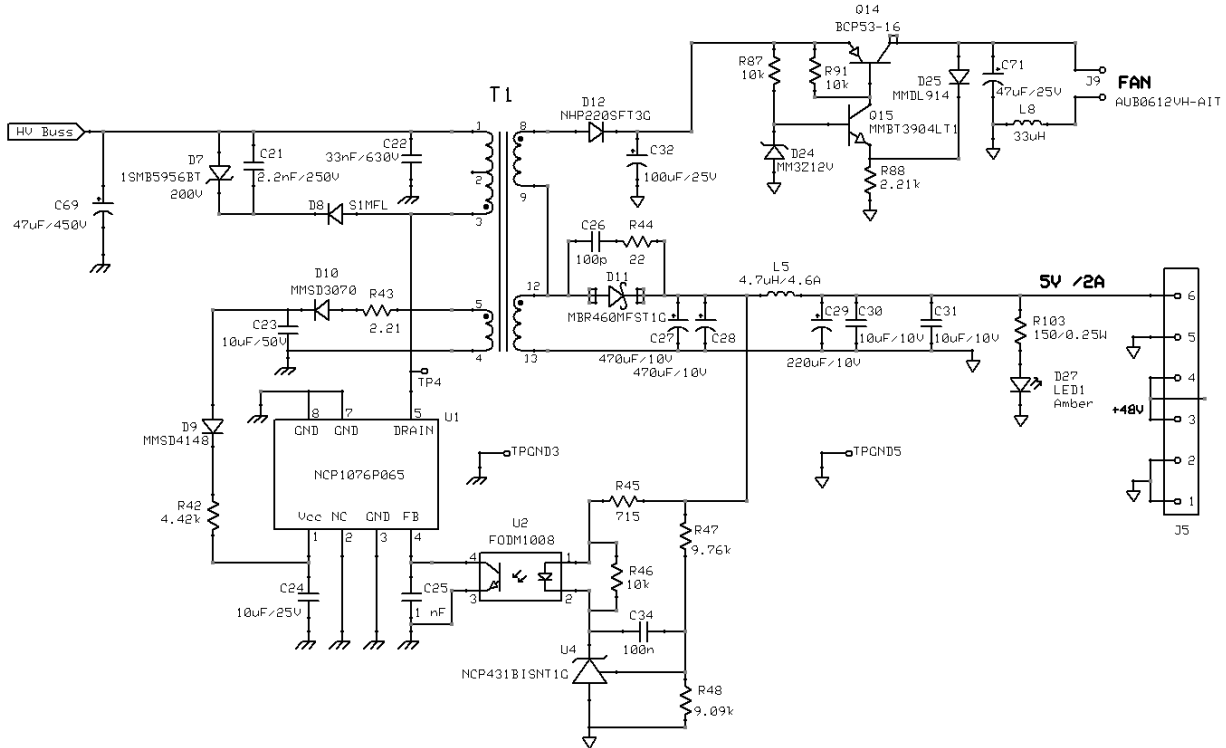 Q14
BCP53-16
R87
10k
R91
10k
D25
MMDL914
C71
47uF/25V
J9
FAN
AUB0612VH-AIT
L8
33uH
Q15
MMBT3904LT1
D24
MM3Z12V
R88
2.21k
T1
HV Buss
D12
NHP220SFT3G
1
8
C22
33nF/630V
D7
1SMB5956BT
200V
C21
2.2nF/250V
2
C32
100uF/25V
9
D8
S1MFL
3
C69
47uF/450V
C26
100p
R44
22
D10
MMSD3070
R43
2.21
12
D11
MBR460MFST1G
L5
4.7uH/4.6A
5V /2A
6
5
C23
10uF/50V
4
13
C27
470uF/10V
C28
470uF/10V
C29
220uF/10V
C30
10uF/10V
C31
10uF/10V
R103
150/0.25W
5
TP4
D27
LED1
Amber
4
+48V
3
2
1
J5
D9
MMSD4148
8
7
5
U1
GND
GND
DRAIN
NCP1076P065
TPGND3
TPGND5
R42
4.42k
Vcc
NC
GND
FB
1
2
3
4
U2
FODM1008
R45
715
R47
9.76k
4
1
3
2
R46
10k
C24
10uF/25V
C25
1 nF
C34
100n
U4
NCP431BISNT1G
R48
9.09k